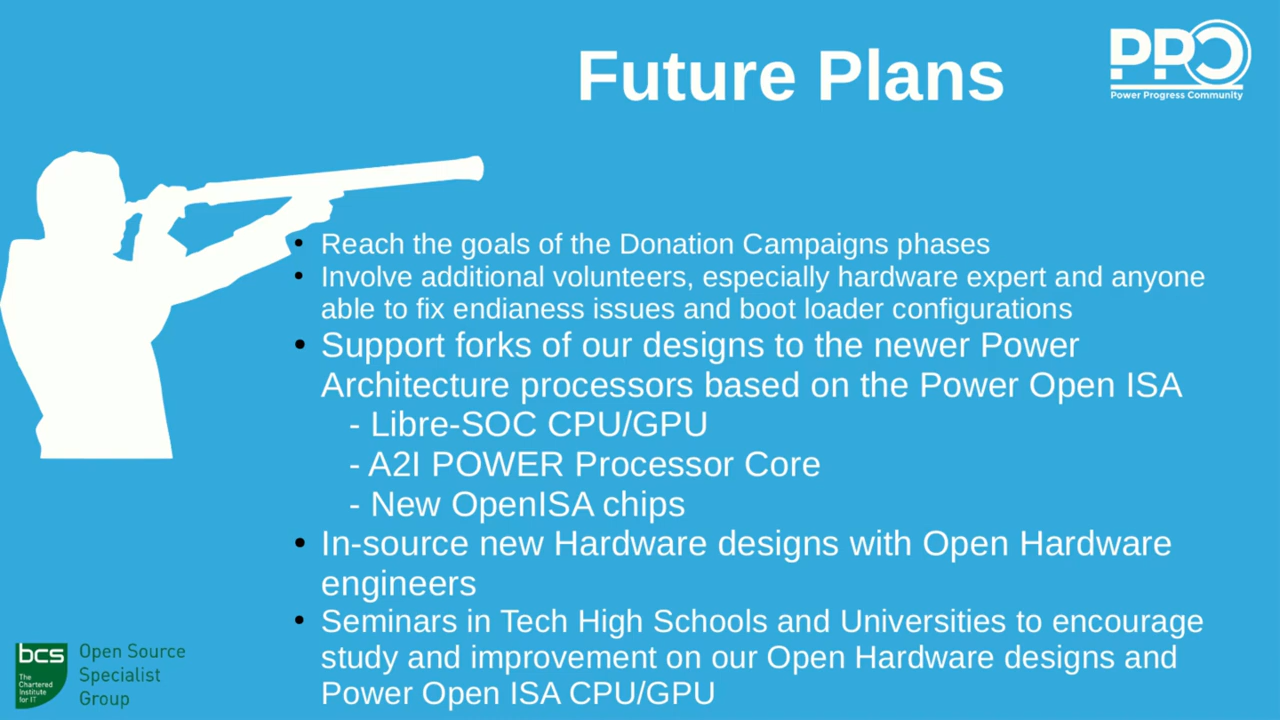 Future Plans
PPC
Power Progress Community
• Reach the goals of the Donation Campaigns phases
• Involve additional volunteers, especially hardware expert and anyone
able to fix endianess issues and boot loader configurations
• Support forks of our designs to the newer Power
Architecture processors based on the Power Open ISA
- Libre-SOC CPU/GPU
- A2I POWER Processor Core
- New OpenISA chips
• In-source new Hardware designs with Open Hardware
engineers
• Seminars in Tech High Schools and Universities to encourage
study and improvement on our Open Hardware designs and
Power Open ISA CPU/GPU
bcs
The
Chartered
Institute
for IT
Open Source
Specialist
Group